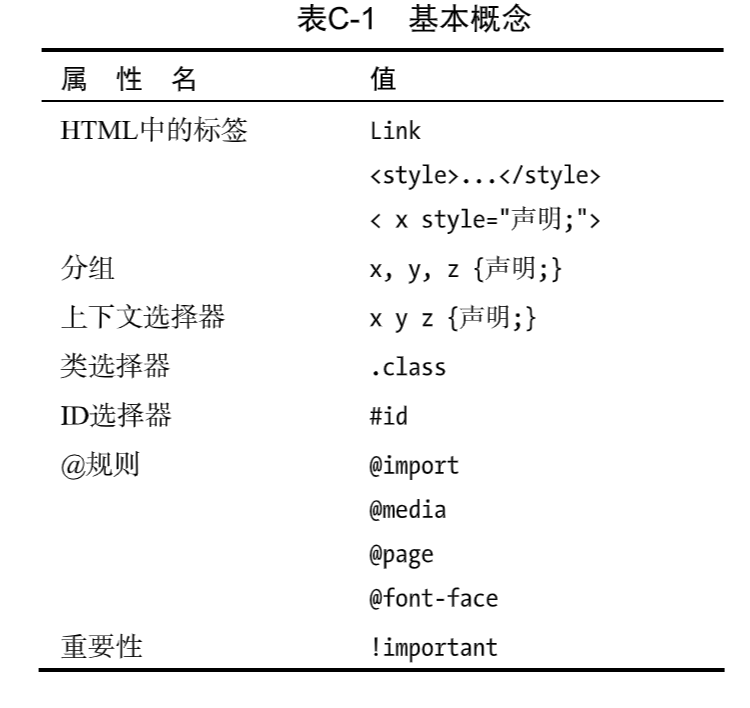 表C-1 基本概念
属 性 名 值
HTML中的标签 Link
<style>...</style>
< x style="声明;">
分组 x, y, z {声明;}
上下文选择器 x y z {声明;}
类选择器 .class
ID选择器 #id
@规则 @import
@media
@page
@font-face
重要性 !important